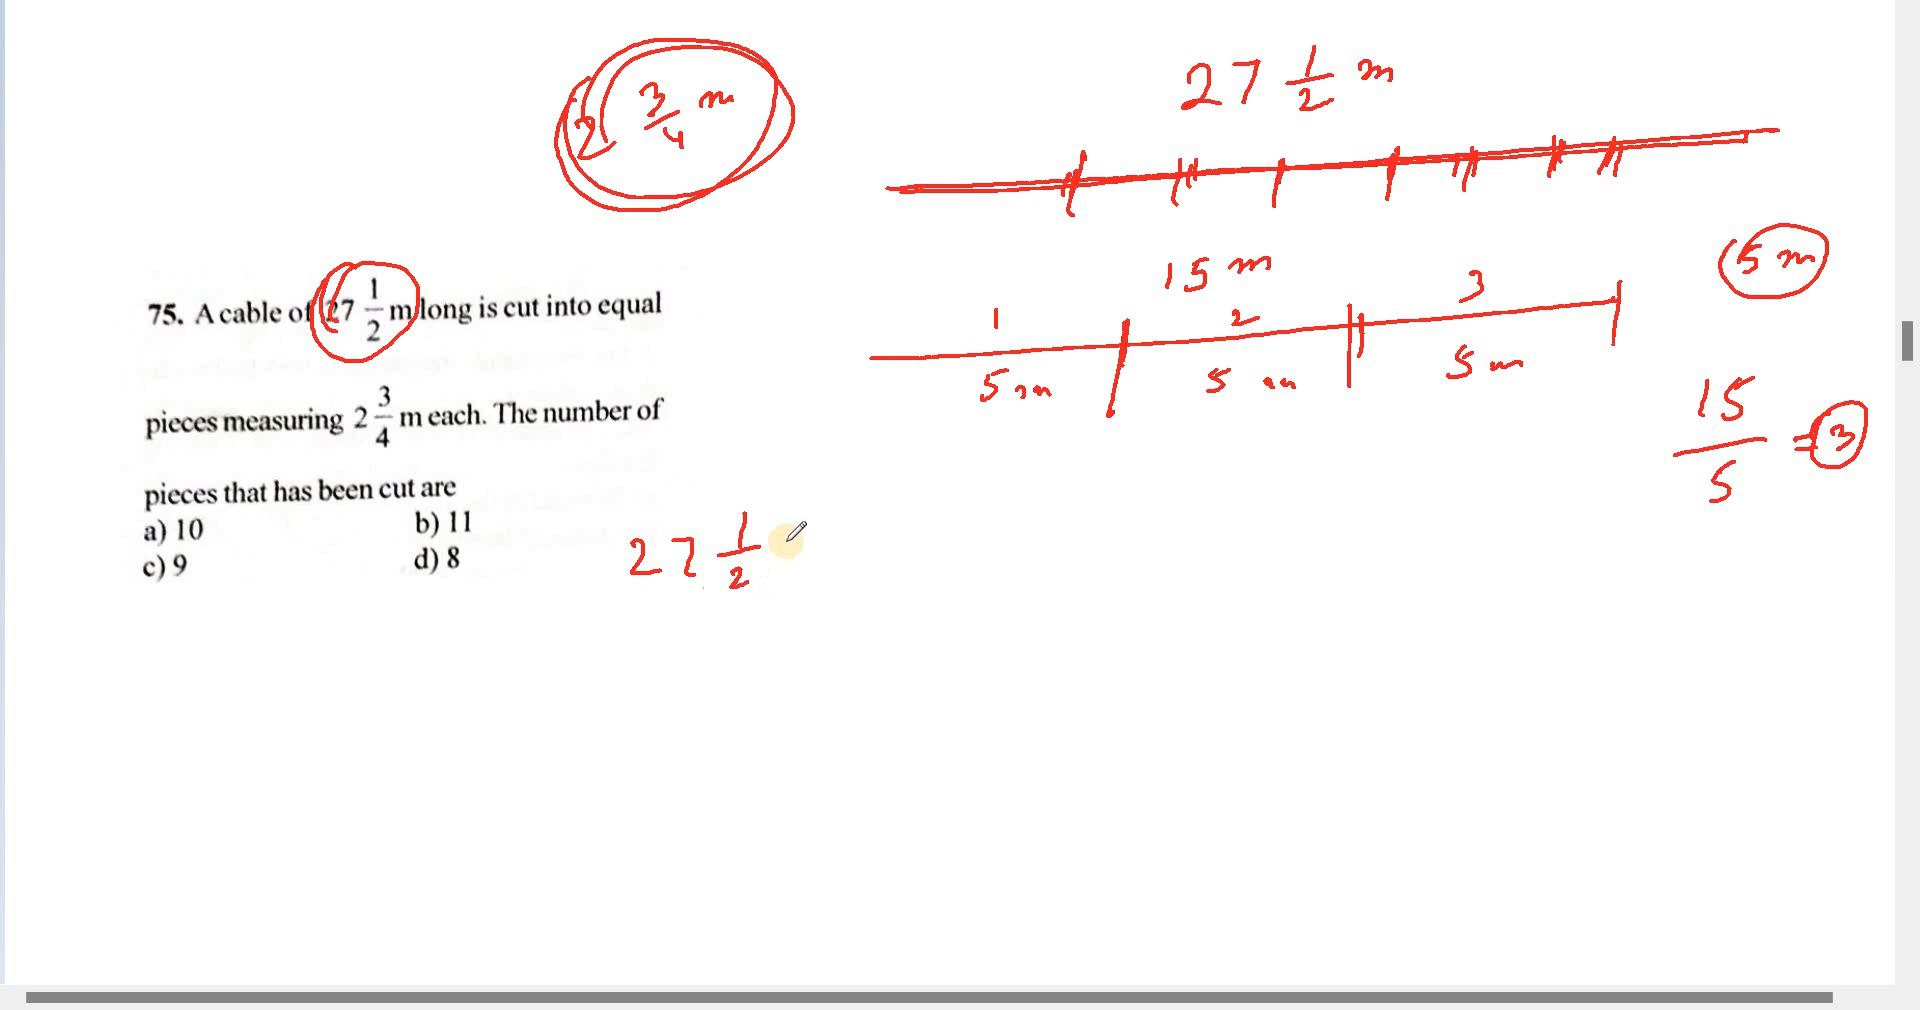 2 3/4 m
27 1/2 m
75. A cable of 27 1/2 m long is cut into equal
pieces measuring 2 3/4 m each. The number of
pieces that has been cut are
a) 10 b) 11
c) 9 d) 8
27 1/2
15 m
5 m
1 2 3
5 m 5 m 5 m
15/5 = 3